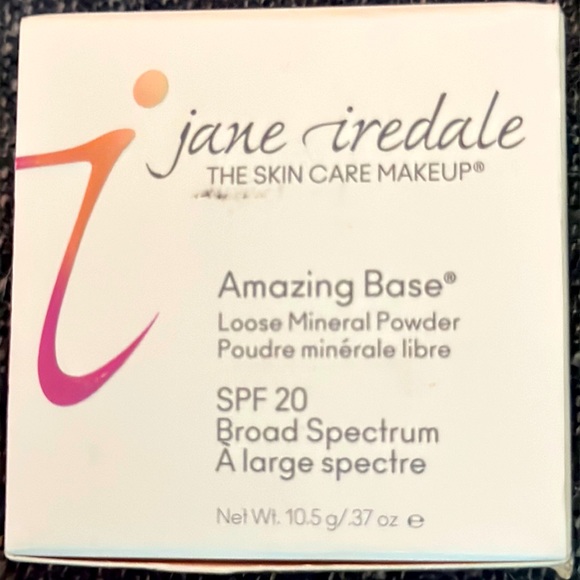 jane iredale
THE SKIN CARE MAKEUP®
Amazing Base®
Loose Mineral Powder
Poudre minérale libre
SPF 20
Broad Spectrum
À large spectre
Net Wt. 10.5 g/.37 oz ℮